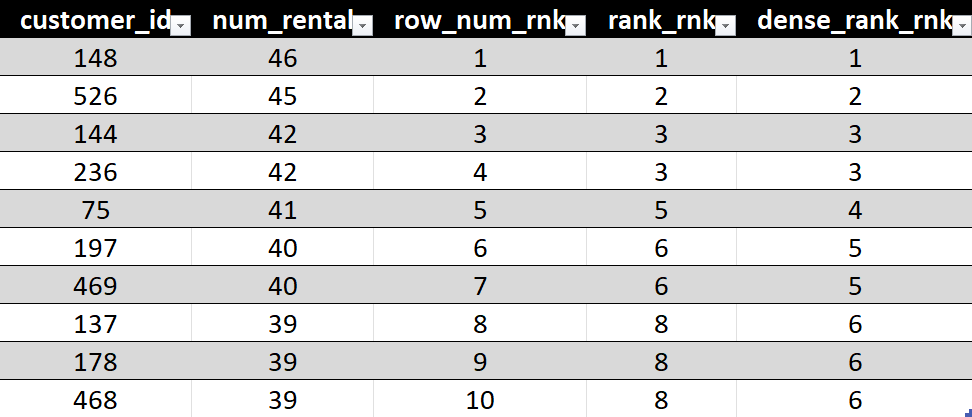 customer_id num_rental row_num_rnk rank_rnk dense_rank_rnk
148 46 1 1 1
526 45 2 2 2
144 42 3 3 3
236 42 4 3 3
75 41 5 5 4
197 40 6 6 5
469 40 7 6 5
137 39 8 8 6
178 39 9 8 6
468 39 10 8 6